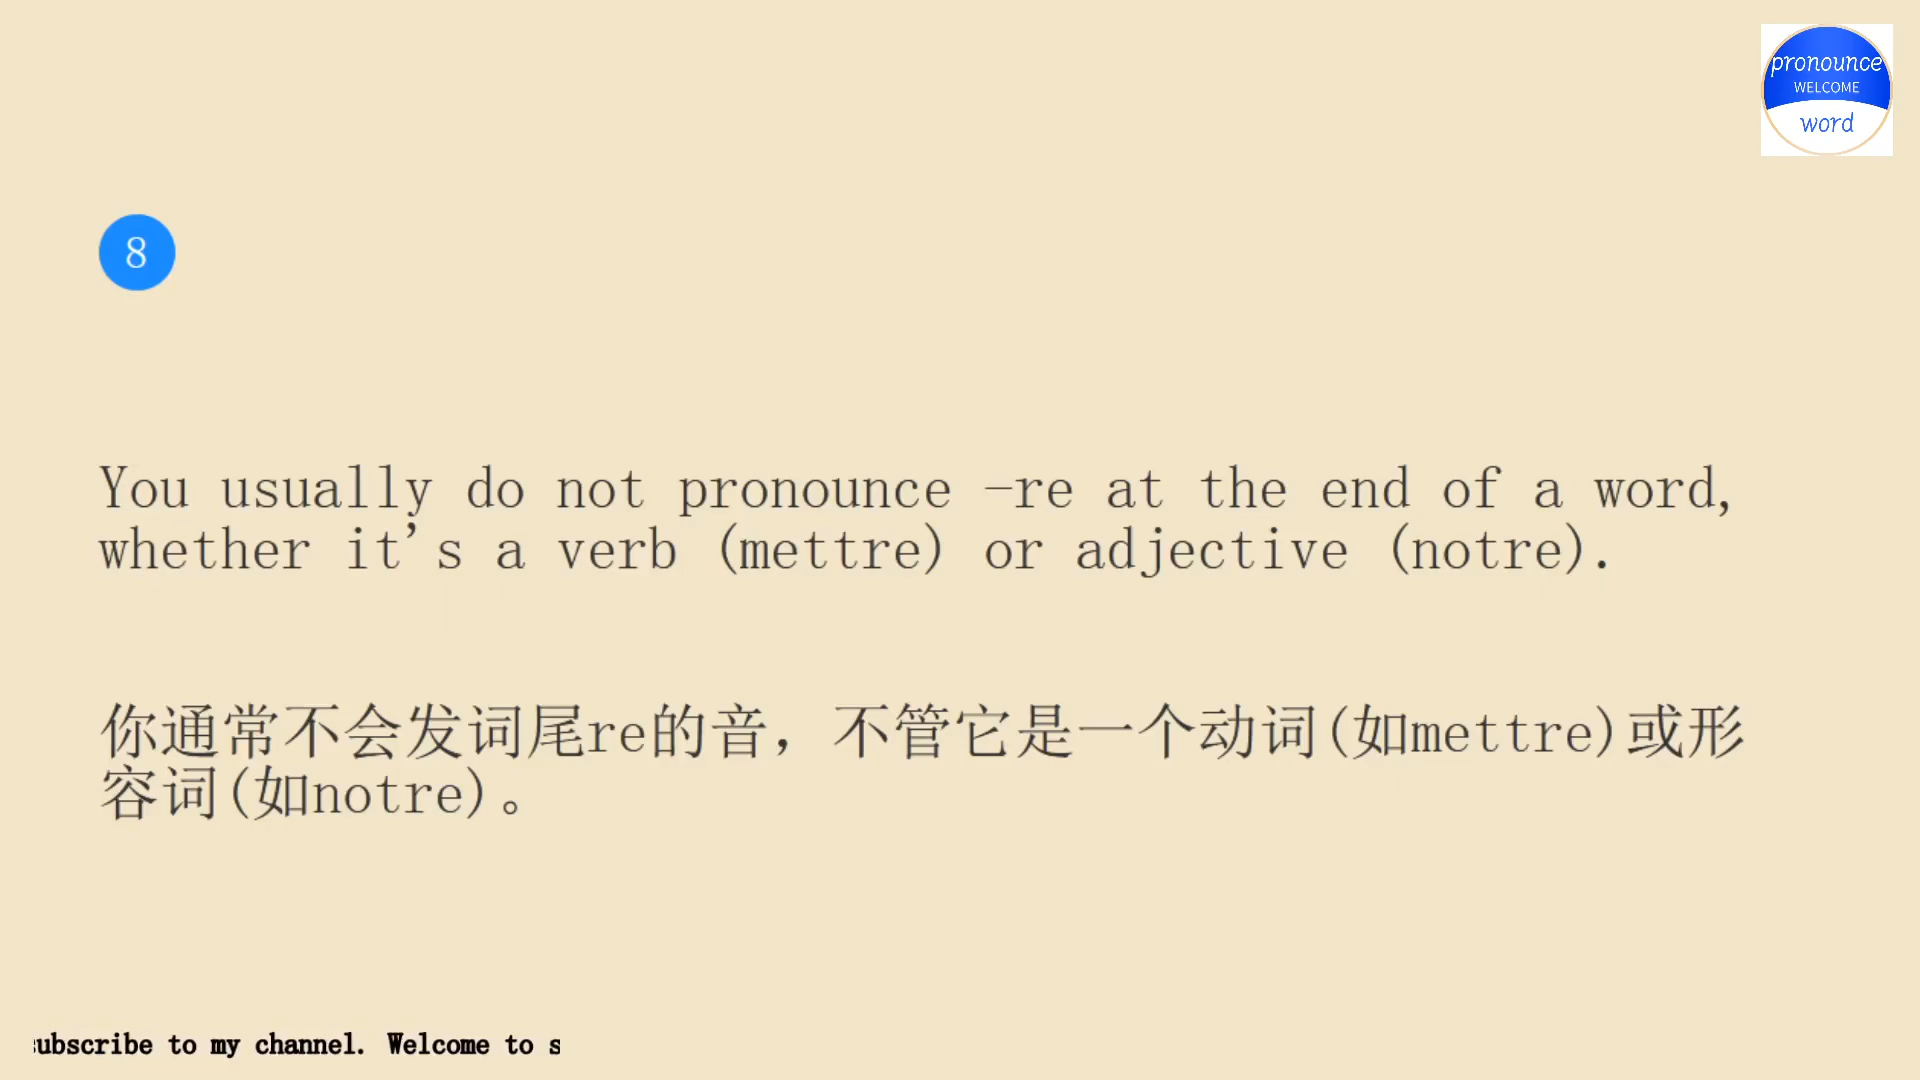 pronounce
WELCOME
word
8
You usually do not pronounce -re at the end of a word,
whether it's a verb (mettre) or adjective (notre).
你通常不会发词尾re的音，不管它是一个动词(如mettre)或形
容词(如notre)。
ubscribe to my channel. Welcome to s